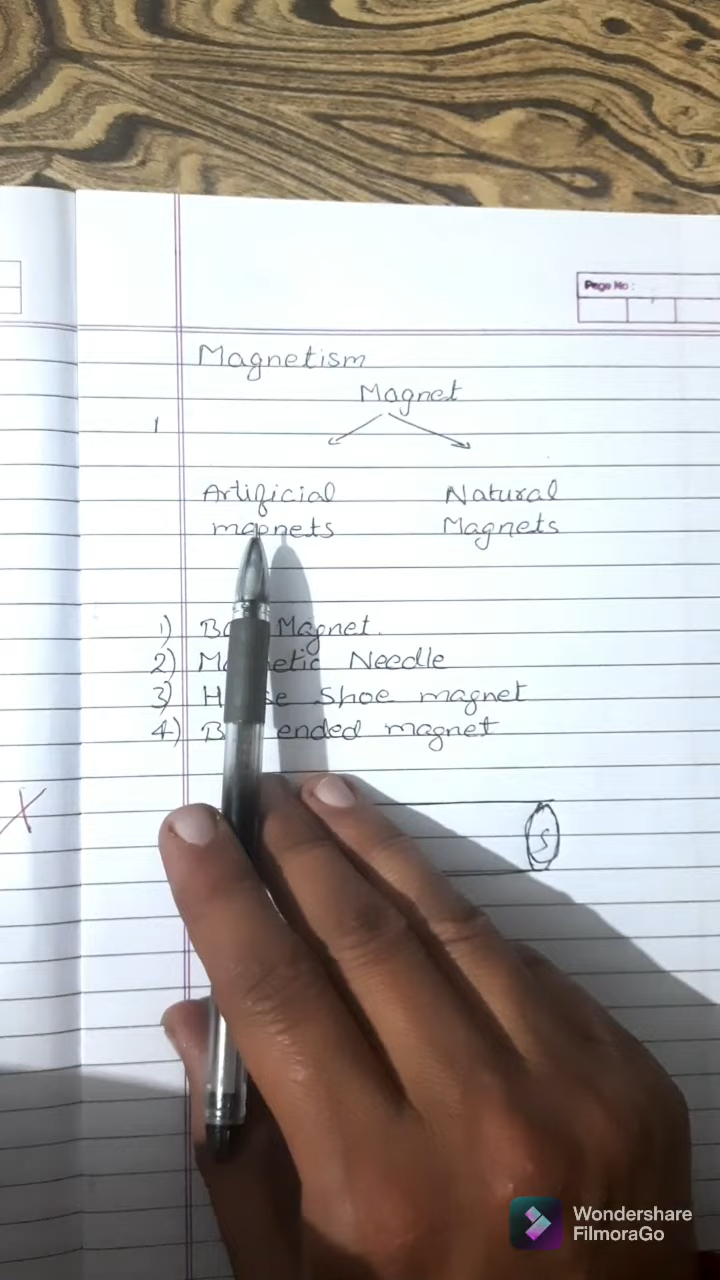 Page No :
Magnetism
Magnet
1
Artificial Natural
magnets Magnets
1) Magnet.
2) Needle
3) Shoe magnet
4) ended magnet
X
S
Wondershare
FilmoraGo